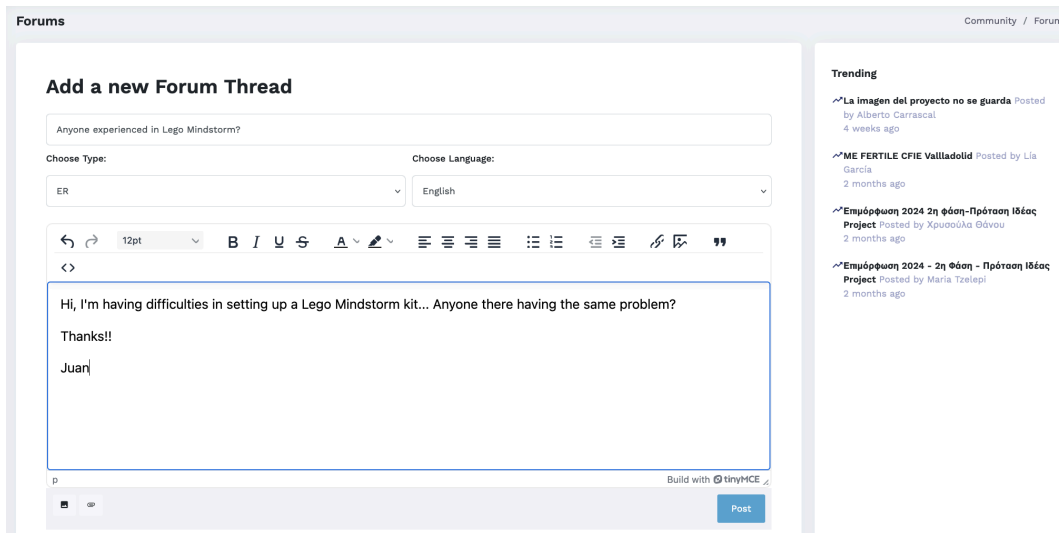 Forums
Community / Forum
Add a new Forum Thread
Anyone experienced in Lego Mindstorm?
Choose Type:
Choose Language:
ER
English
12pt
B I U S A
Hi, I'm having difficulties in setting up a Lego Mindstorm kit... Anyone there having the same problem?
Thanks!!
Juan
p
Build with tinyMCE
Post
Trending
La imagen del proyecto no se guarda Posted
by Alberto Carrascal
4 weeks ago
ME FERTILE CFIE Vallladolid Posted by Lía
García
2 months ago
Επιμόρφωση 2024 2η φάση-Πρόταση Ιδέας
Project Posted by Χρυσούλα Θάνου
2 months ago
Επιμόρφωση 2024 - 2η Φάση - Πρόταση Ιδέας
Project Posted by Maria Tzelepi
2 months ago